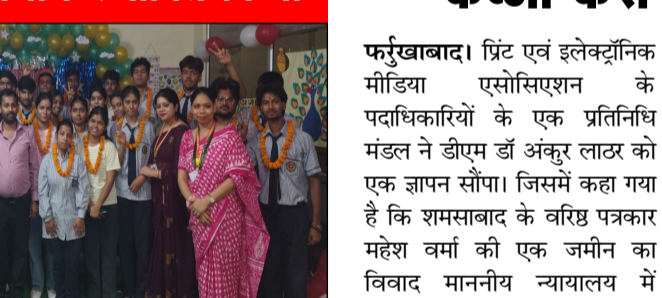 फर्रुखाबाद। प्रिंट एवं इलेक्ट्रॉनिक
मीडिया एसोसिएशन के
पदाधिकारियों के एक प्रतिनिधि
मंडल ने डीएम डॉ अंकुर लाठर को
एक ज्ञापन सौंपा। जिसमें कहा गया
है कि शमसाबाद के वरिष्ठ पत्रकार
महेश वर्मा की एक जमीन का
विवाद माननीय न्यायालय में